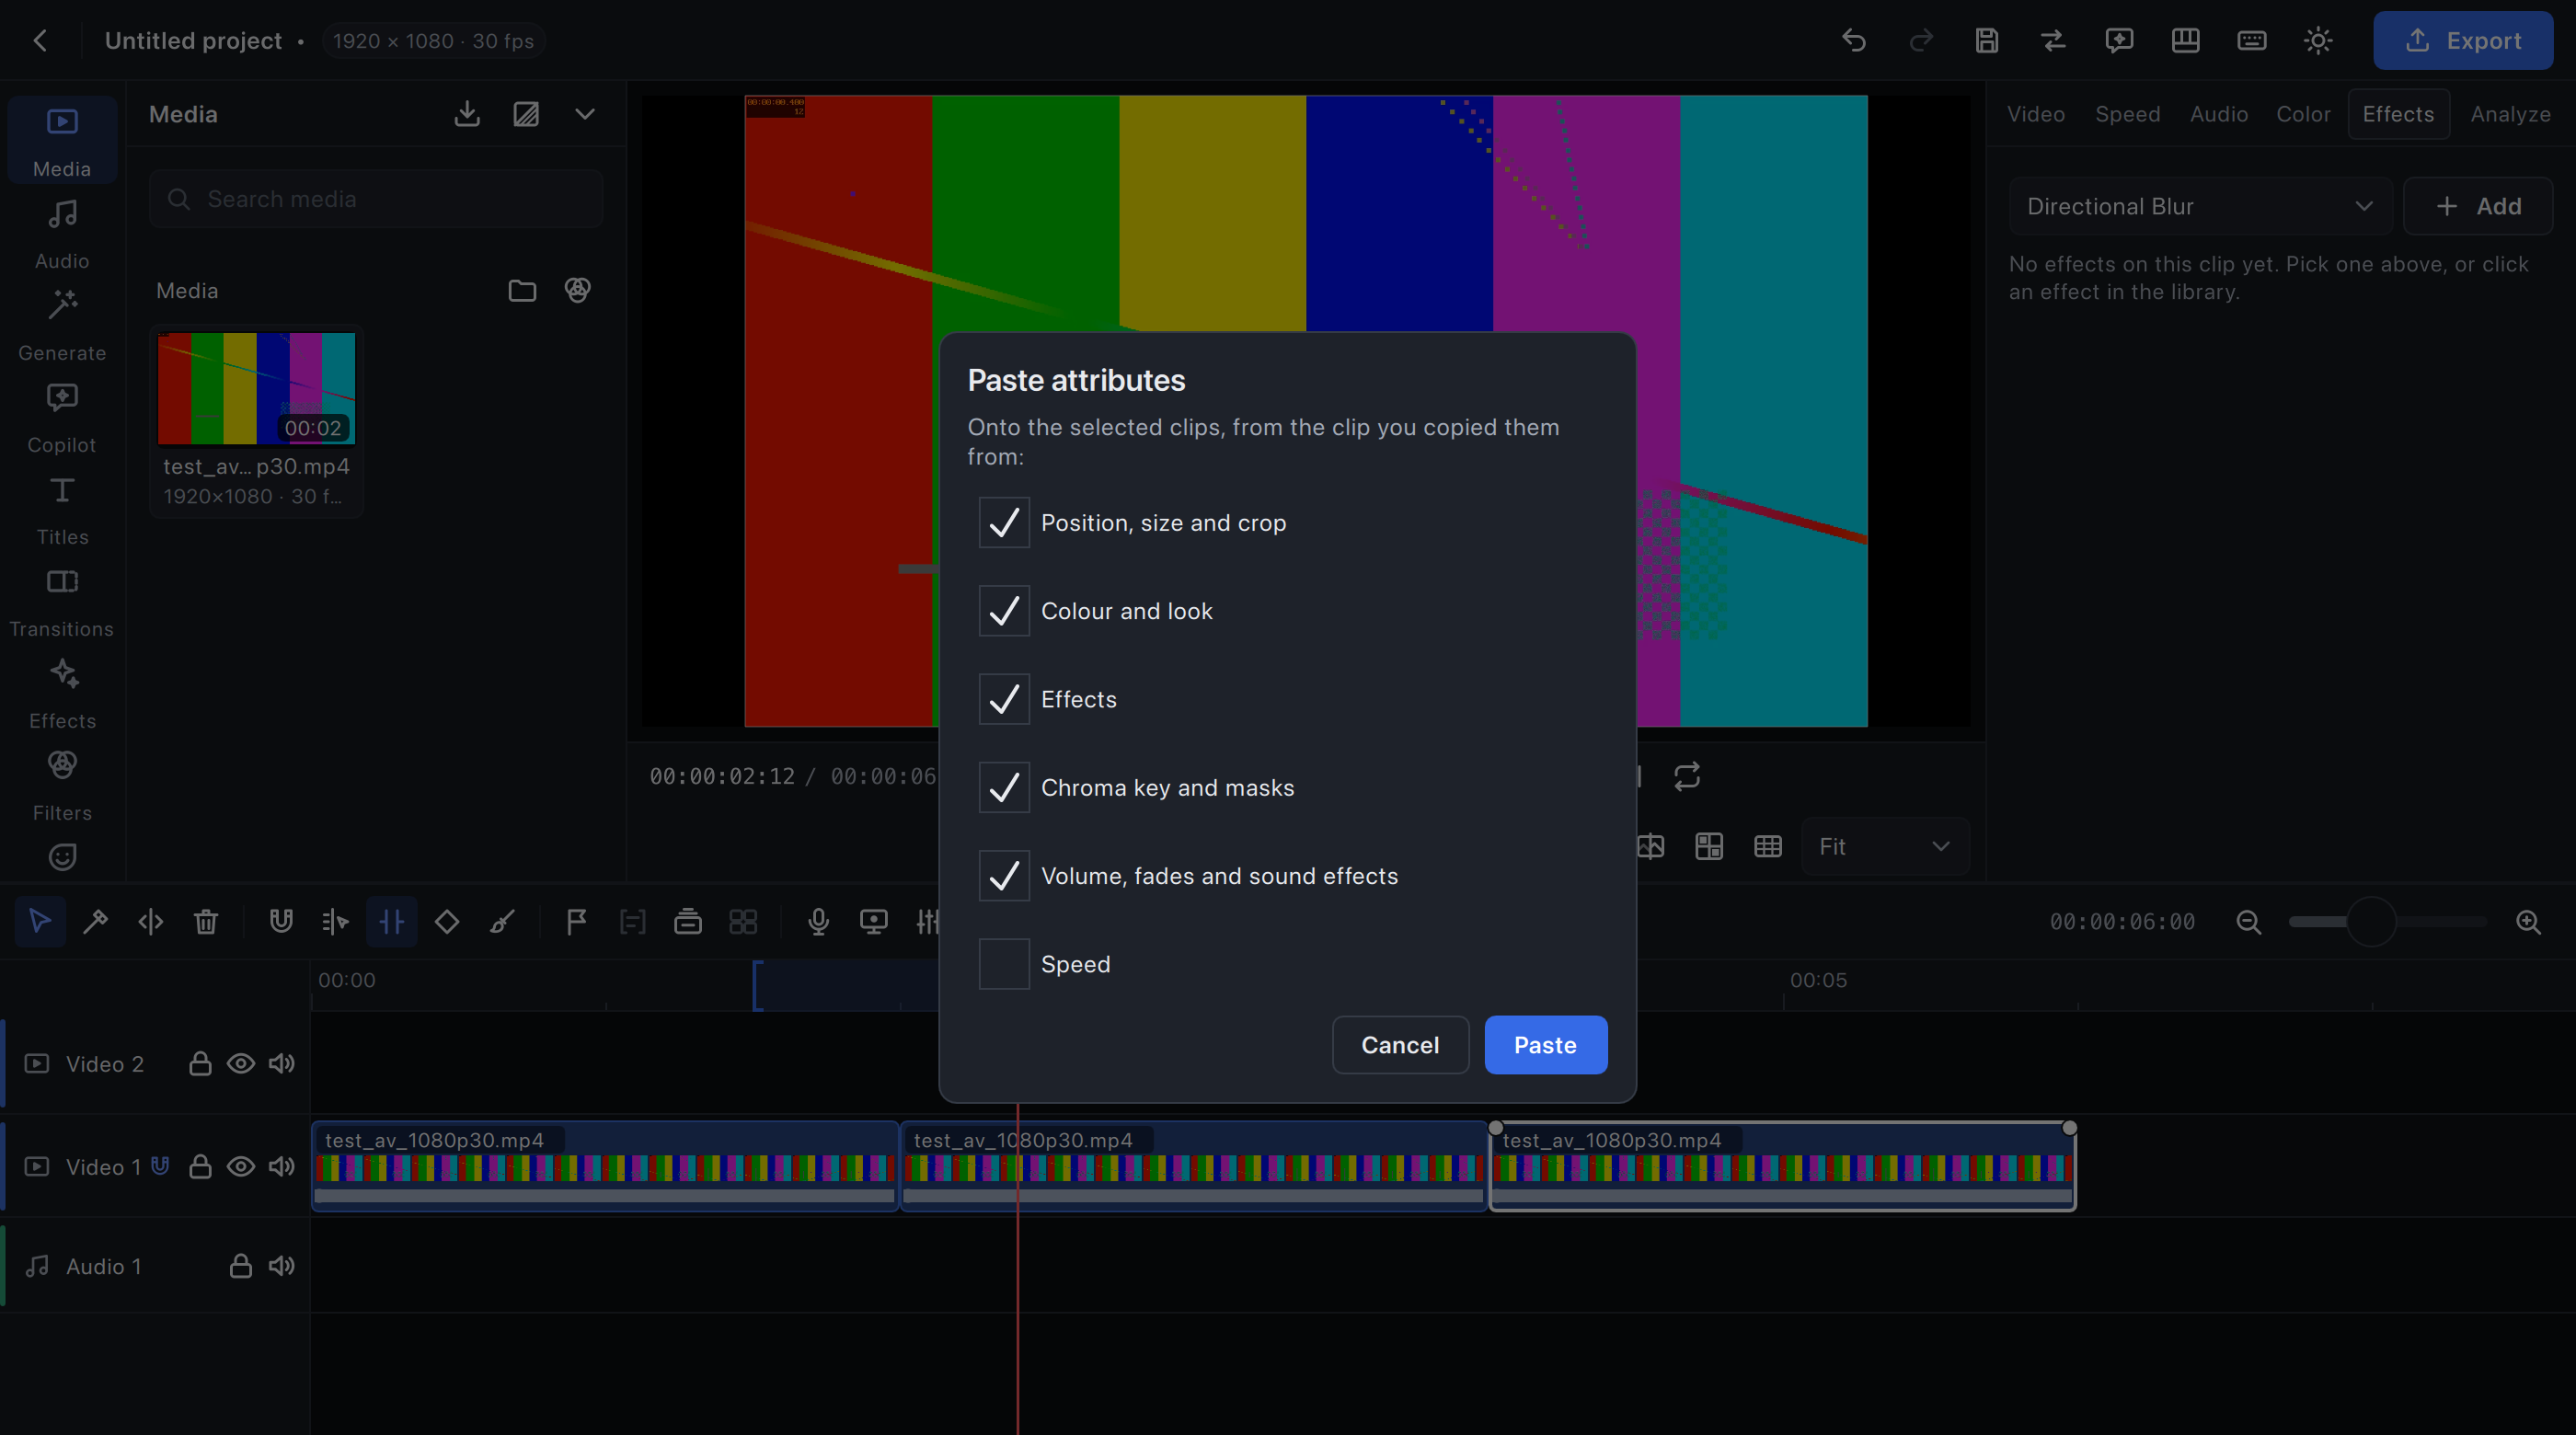 Untitled project • 1920 × 1080 · 30 fps
Export
Media
Audio
Generate
Copilot
Titles
Transitions
Effects
Filters
Media
Search media
Media
00:02
test_av… p30.mp4
1920×1080 · 30 f…
00:00:00.400
12
00:00:02:12 / 00:00:06
Fit
Video Speed Audio Color Effects Analyze
Directional Blur
Add
No effects on this clip yet. Pick one above, or click
an effect in the library.
Paste attributes
Onto the selected clips, from the clip you copied them
from:
Position, size and crop
Colour and look
Effects
Chroma key and masks
Volume, fades and sound effects
Speed
Cancel
Paste
00:00:06:00
00:00
00:05
Video 2
Video 1
test_av_1080p30.mp4
test_av_1080p30.mp4
test_av_1080p30.mp4
Audio 1